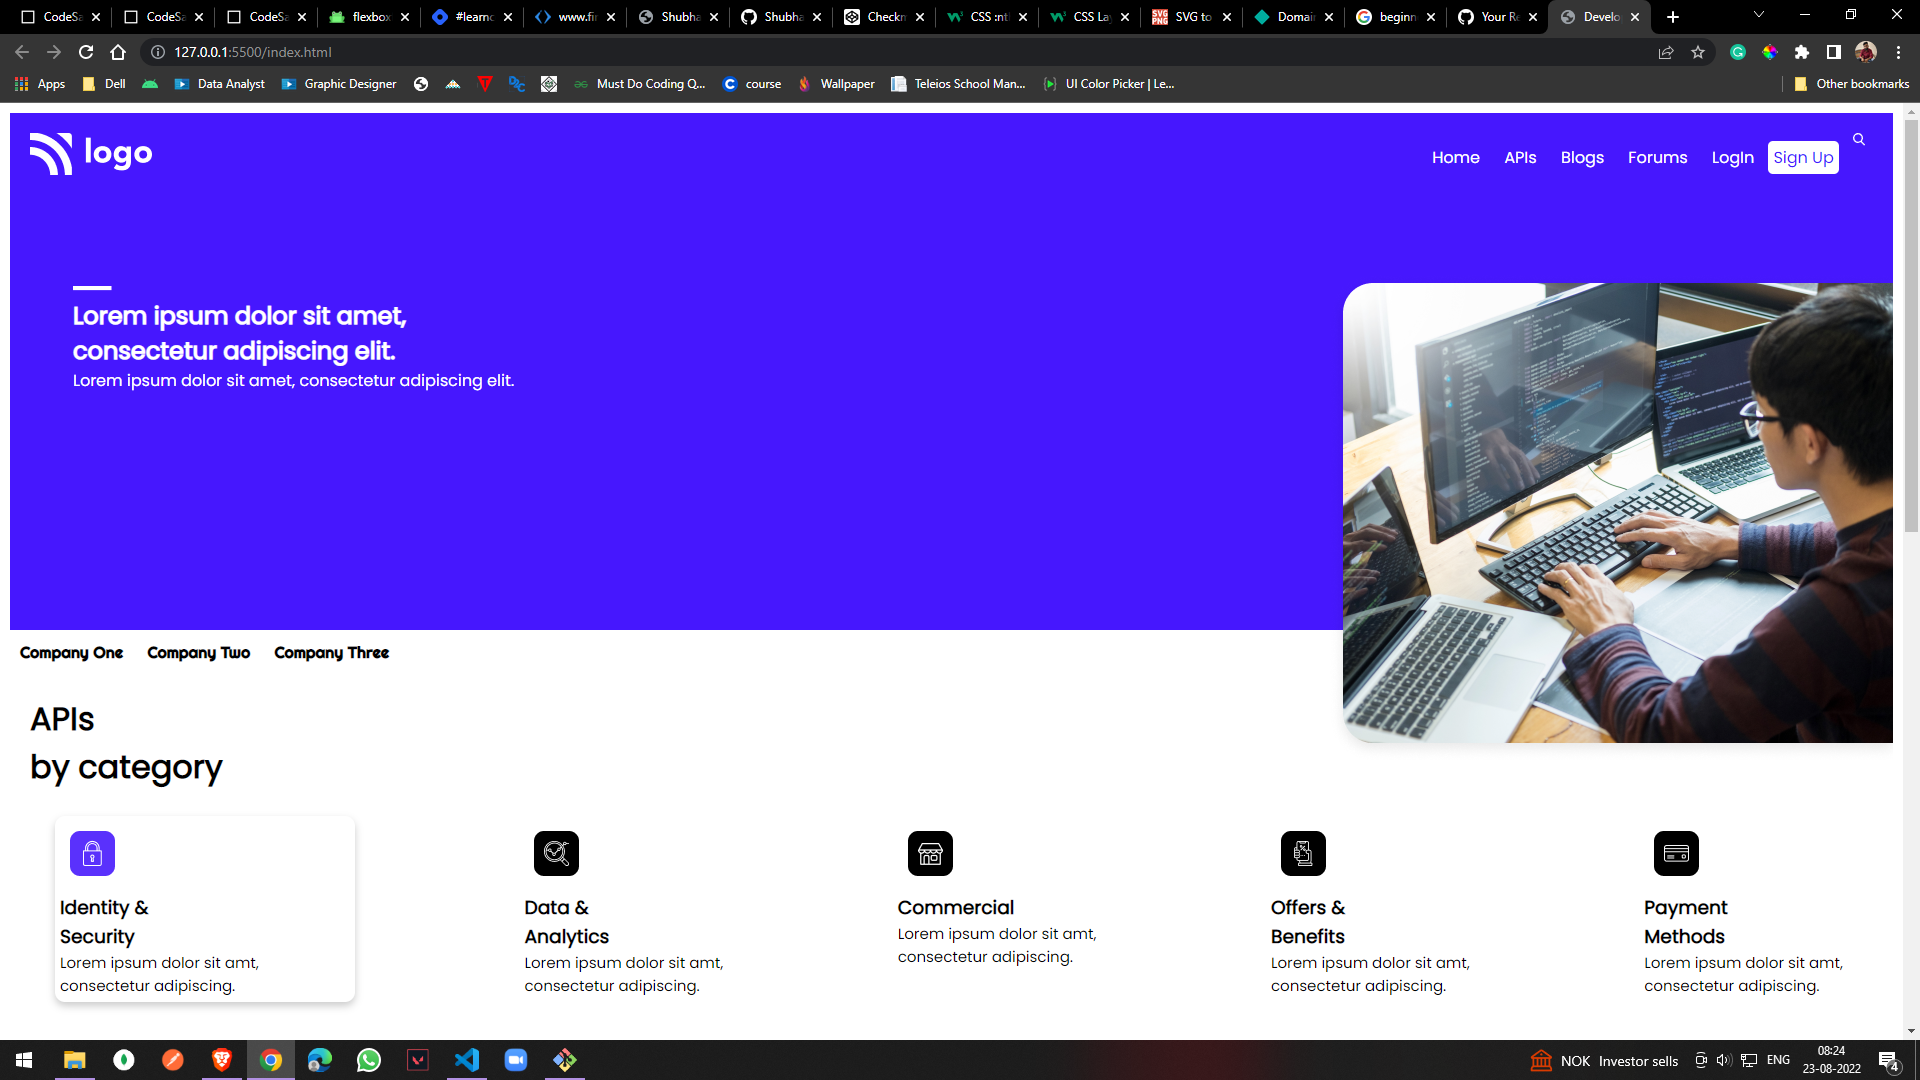 CodeSa CodeSa CodeSa flexbox #learnc www.fi Shubha Shubha Checkm CSS :nt CSS La SVG to Domai beginn Your Re Develo
127.0.0.1:5500/index.html
Apps Dell Data Analyst Graphic Designer Must Do Coding Q... course Wallpaper Teleios School Man... UI Color Picker | Le... Other bookmarks
logo
Home APIs Blogs Forums LogIn Sign Up
Lorem ipsum dolor sit amet,
consectetur adipiscing elit.
Lorem ipsum dolor sit amet, consectetur adipiscing elit.
Company One Company Two Company Three
APIs
by category
Identity &
Security
Lorem ipsum dolor sit amt,
consectetur adipiscing.
Data &
Analytics
Lorem ipsum dolor sit amt,
consectetur adipiscing.
Commercial
Lorem ipsum dolor sit amt,
consectetur adipiscing.
Offers &
Benefits
Lorem ipsum dolor sit amt,
consectetur adipiscing.
Payment
Methods
Lorem ipsum dolor sit amt,
consectetur adipiscing.
NOK Investor sells ENG
08:24
23-08-2022
4